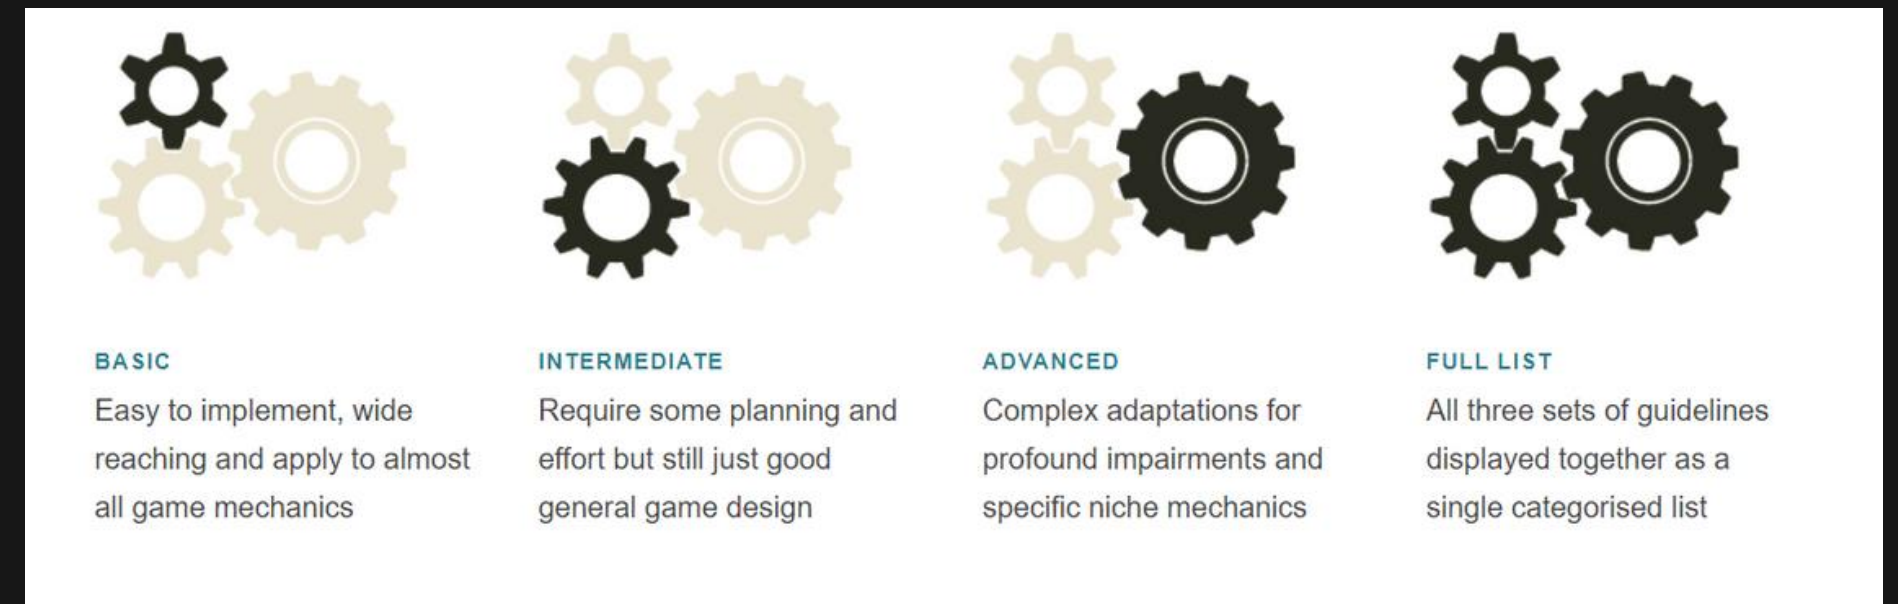 BASIC
Easy to implement, wide
reaching and apply to almost
all game mechanics
INTERMEDIATE
Require some planning and
effort but still just good
general game design
ADVANCED
Complex adaptations for
profound impairments and
specific niche mechanics
FULL LIST
All three sets of guidelines
displayed together as a
single categorised list